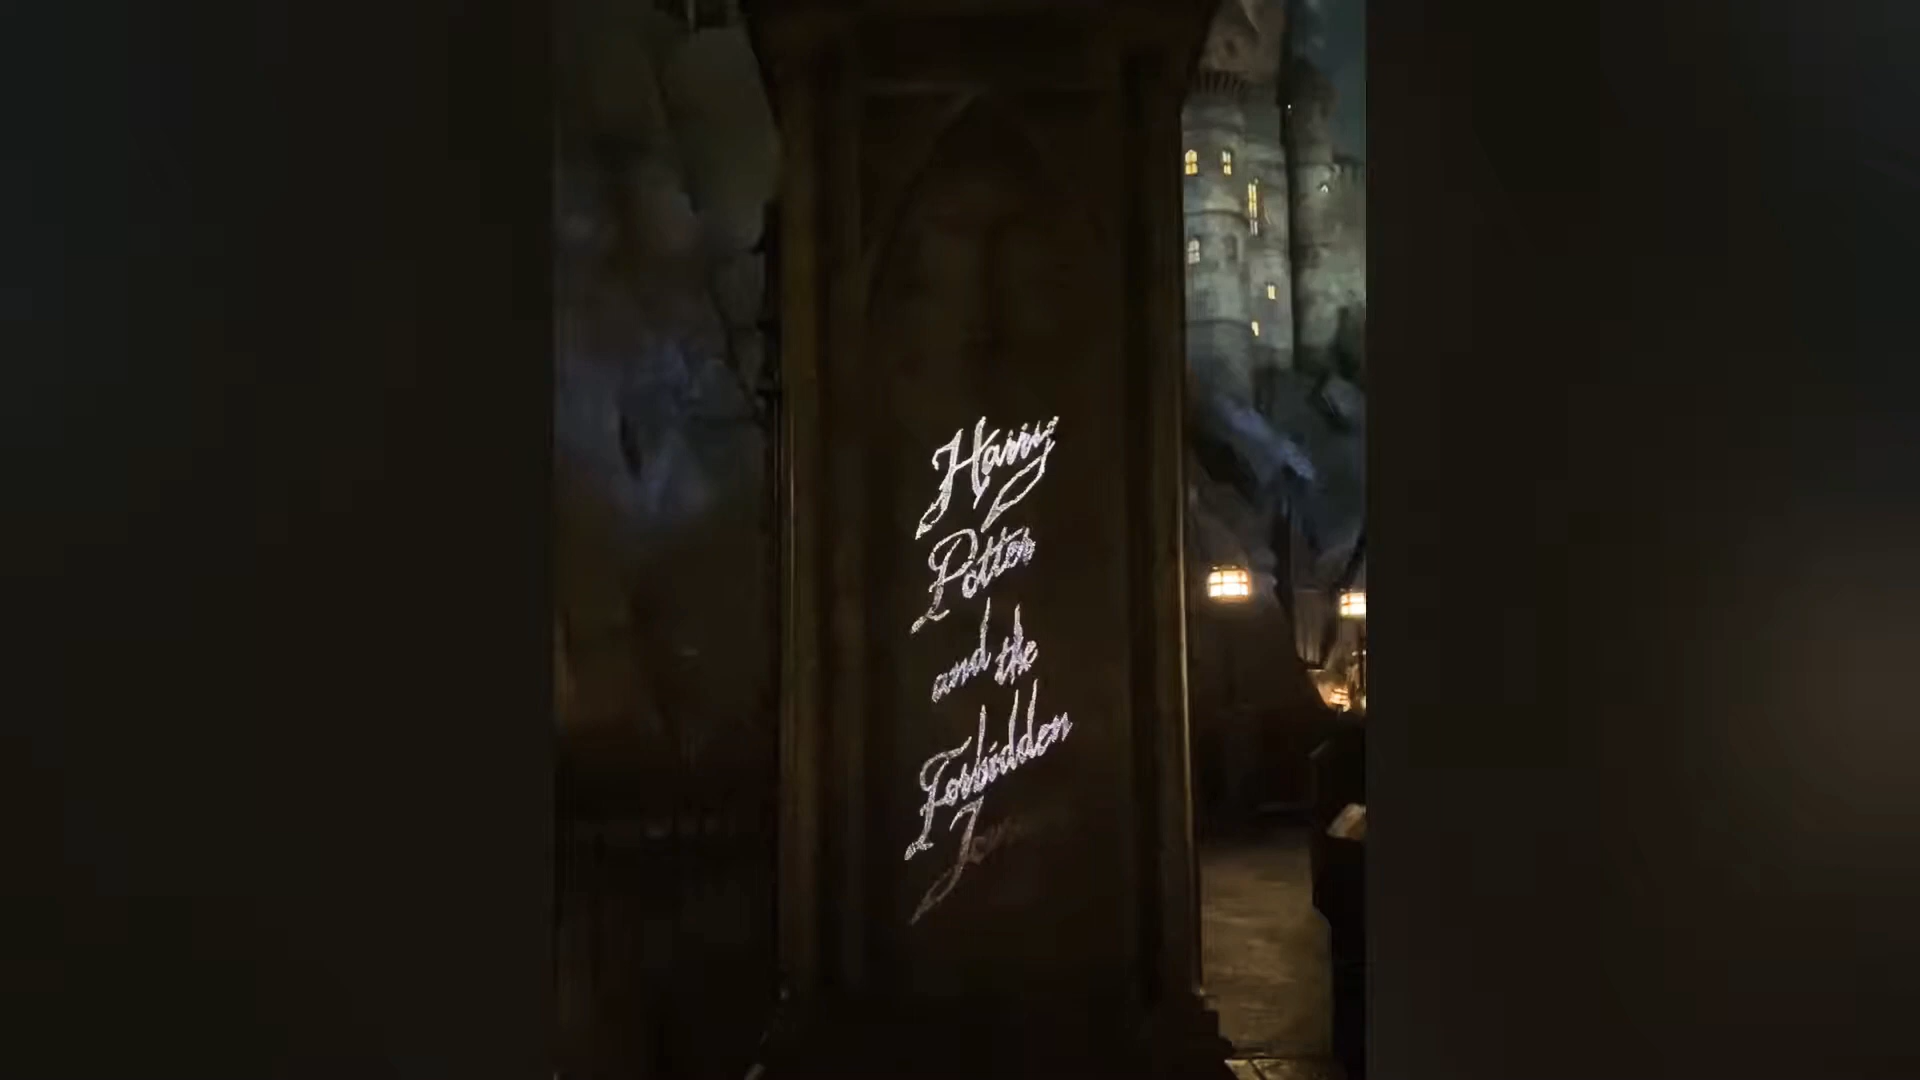 Harry
Potter
and the
Forbidden